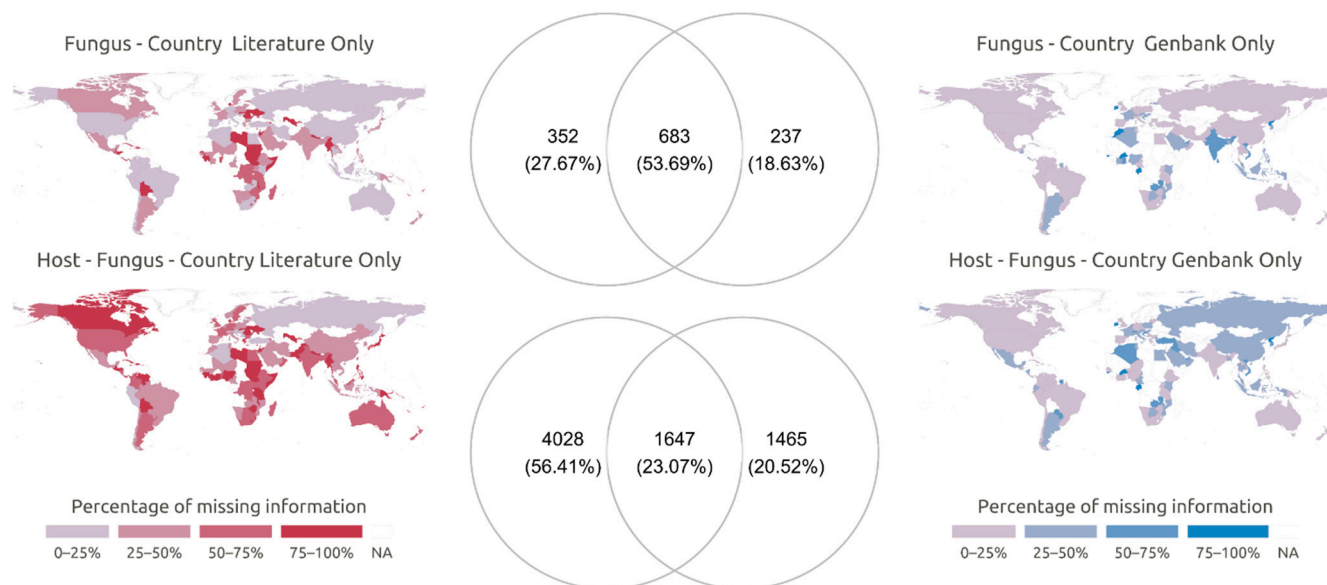 Fungus - Country Literature Only
Fungus - Country Genbank Only
352
(27.67%)
683
(53.69%)
237
(18.63%)
Host - Fungus - Country Literature Only
Host - Fungus - Country Genbank Only
4028
(56.41%)
1647
(23.07%)
1465
(20.52%)
Percentage of missing information
0–25% 25–50% 50–75% 75–100% NA
Percentage of missing information
0–25% 25–50% 50–75% 75–100% NA